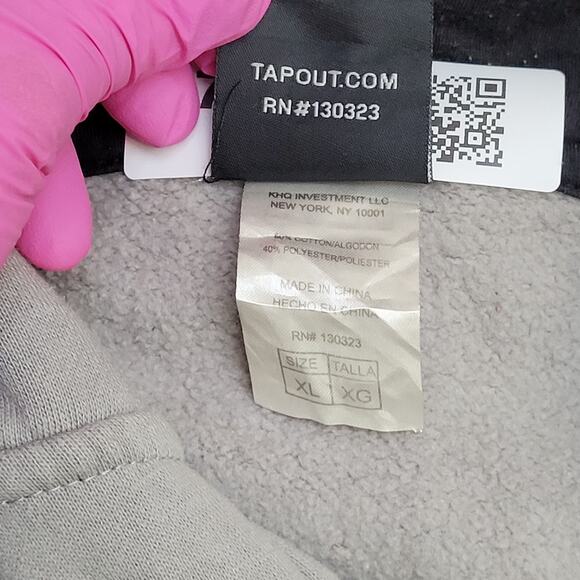 TAPOUT.COM
RN#130323
KHQ INVESTMENT LLC
NEW YORK, NY 10001
60% COTTON/ALGODON
40% POLYESTER/POLIESTER
MADE IN CHINA
HECHO EN CHINA
RN# 130323
SIZE TALLA
XL XG